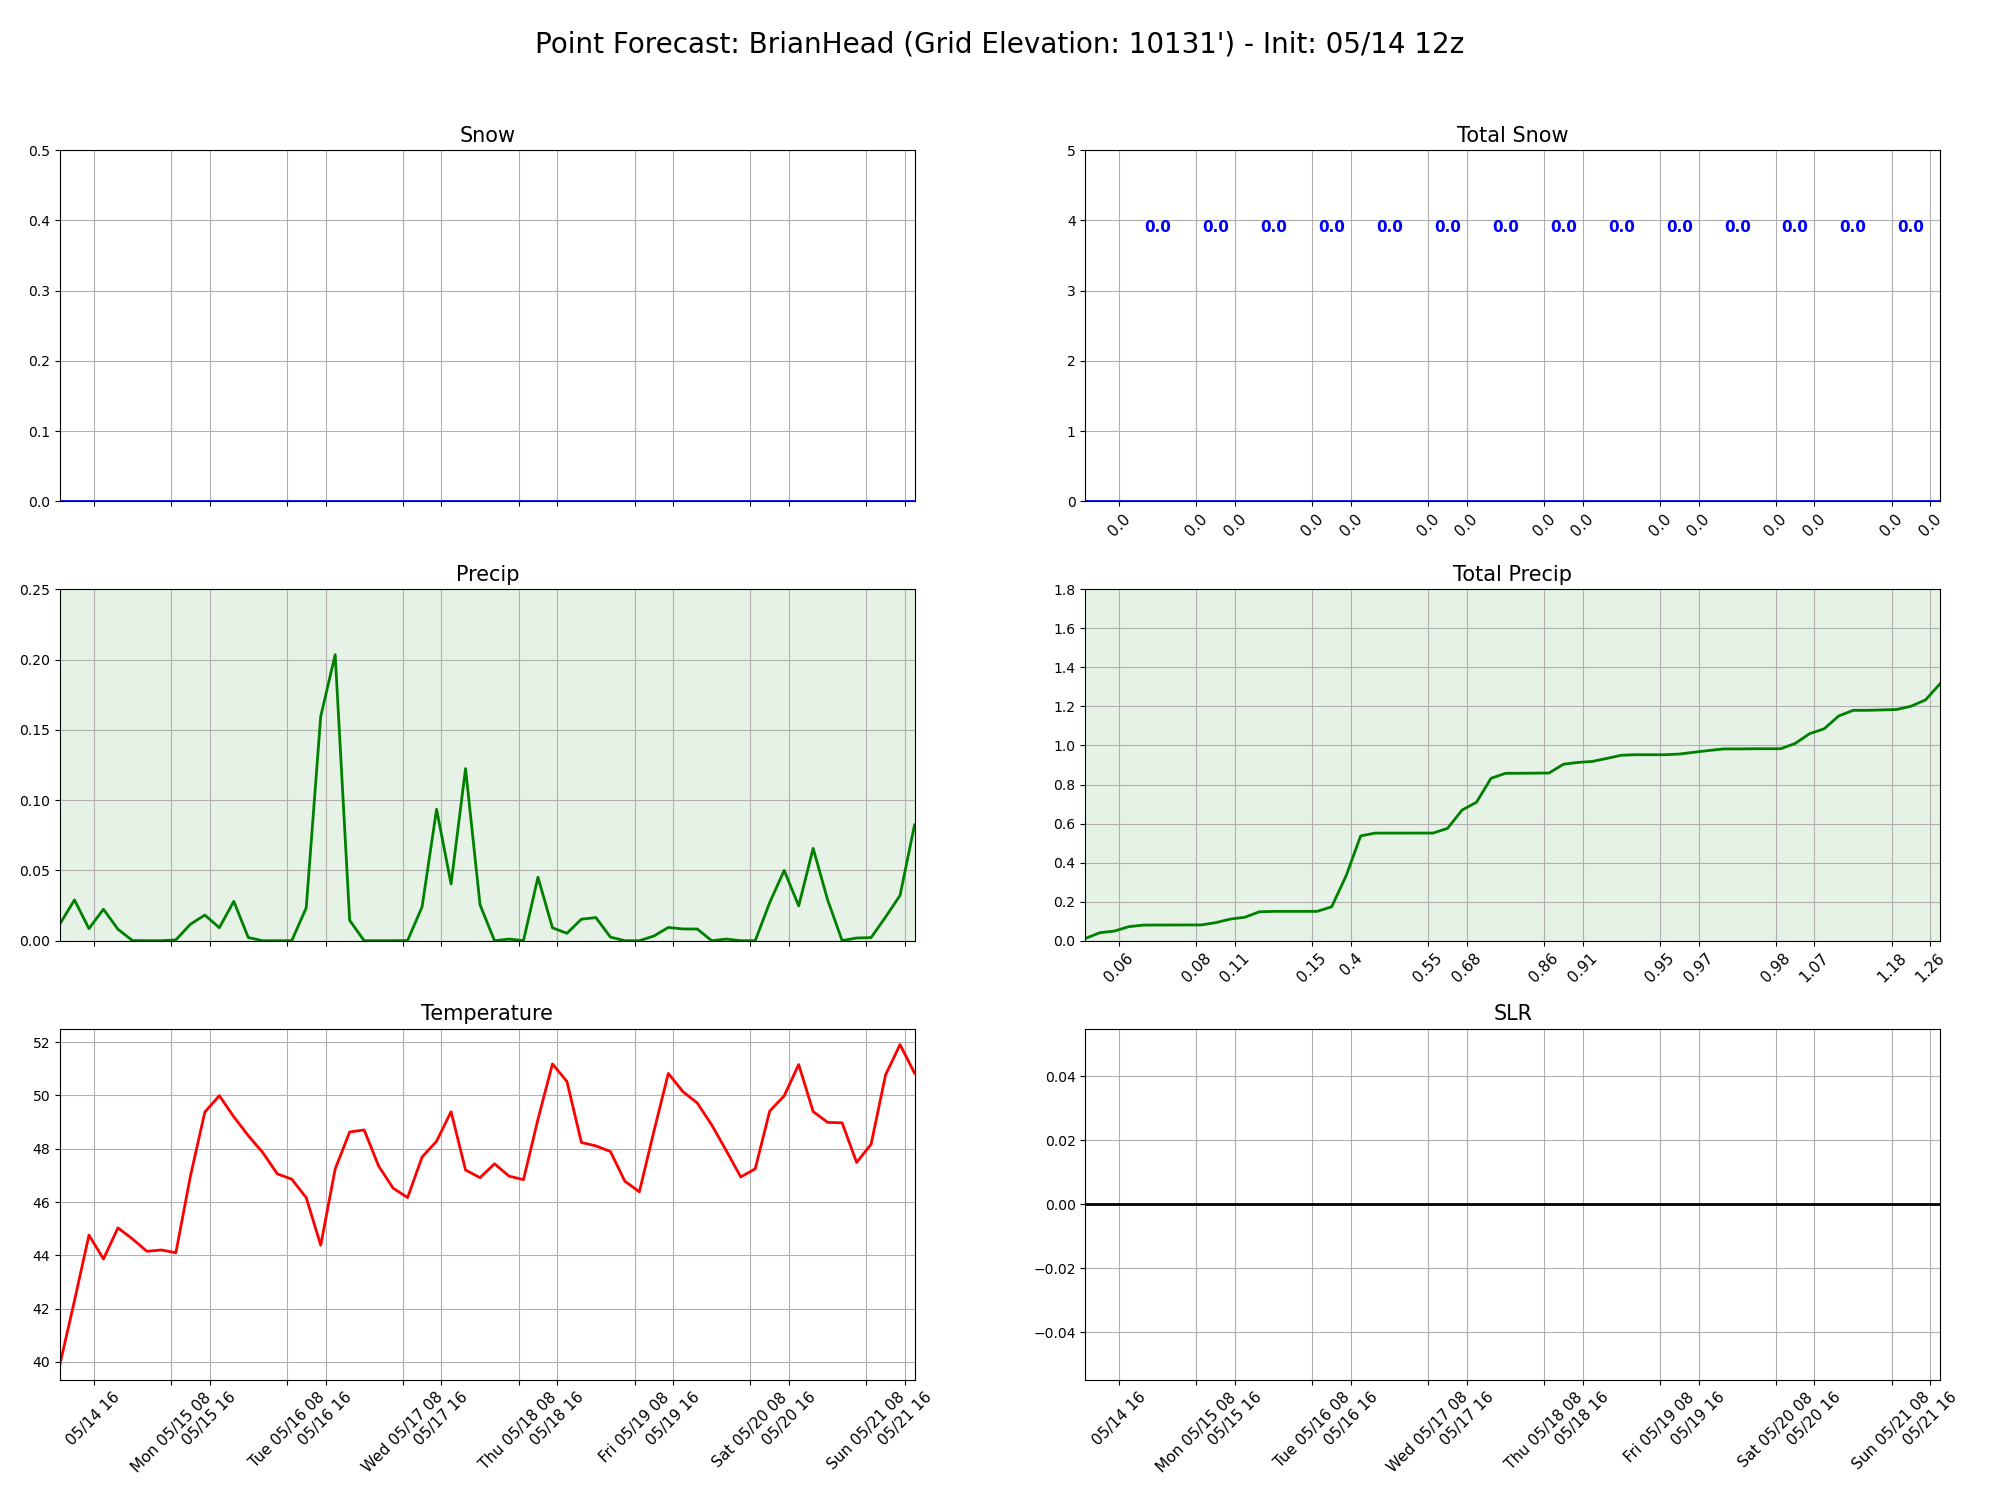 Point Forecast: BrianHead (Grid Elevation: 10131') - Init: 05/14 12z
Snow
0.5
0.4
0.3
0.2
0.1
0.0
Total Snow
5
4
3
2
1
0
0.0 0.0 0.0 0.0 0.0 0.0 0.0 0.0 0.0 0.0 0.0 0.0 0.0 0.0
0.0 0.0 0.0 0.0 0.0 0.0 0.0 0.0 0.0 0.0 0.0 0.0 0.0 0.0 0.0
Precip
0.25
0.20
0.15
0.10
0.05
0.00
Total Precip
1.8
1.6
1.4
1.2
1.0
0.8
0.6
0.4
0.2
0.0
0.06 0.08 0.11 0.15 0.4 0.55 0.68 0.86 0.91 0.95 0.97 0.98 1.07 1.18 1.26
Temperature
52
50
48
46
44
42
40
05/14 16
Mon 05/15 08
05/15 16
Tue 05/16 08
05/16 16
Wed 05/17 08
05/17 16
Thu 05/18 08
05/18 16
Fri 05/19 08
05/19 16
Sat 05/20 08
05/20 16
Sun 05/21 08
05/21 16
SLR
0.04
0.02
0.00
−0.02
−0.04
05/14 16
Mon 05/15 08
05/15 16
Tue 05/16 08
05/16 16
Wed 05/17 08
05/17 16
Thu 05/18 08
05/18 16
Fri 05/19 08
05/19 16
Sat 05/20 08
05/20 16
Sun 05/21 08
05/21 16